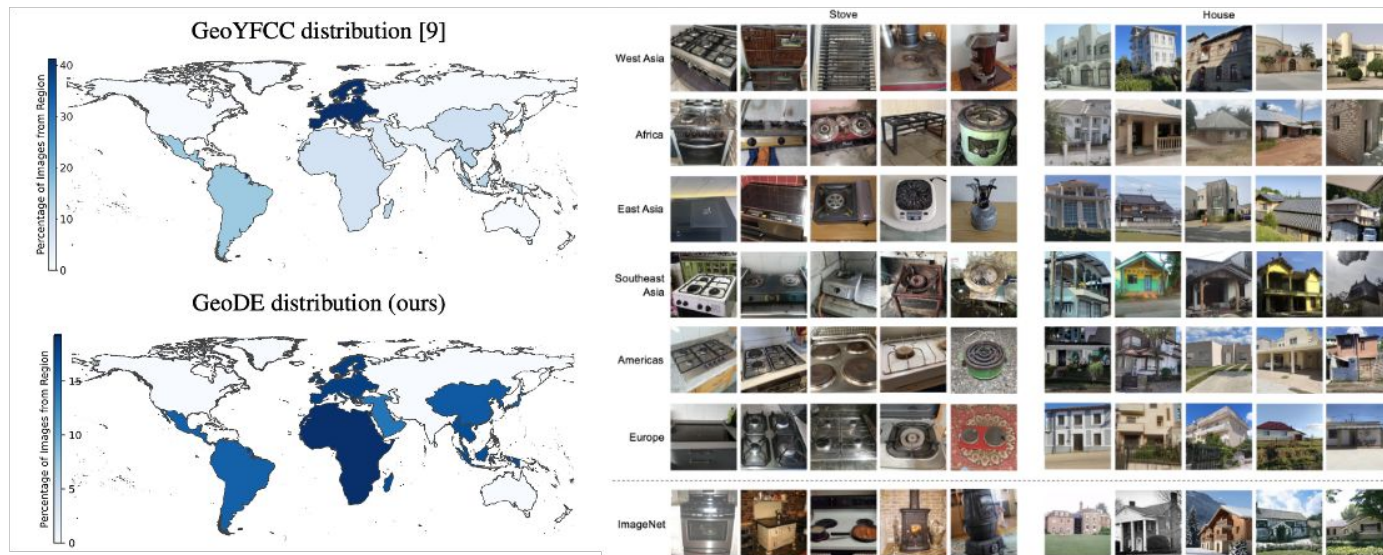 GeoYFCC distribution [9]
Percentage of Images from Region
40
30
20
10
0
GeoDE distribution (ours)
Percentage of Images from Region
15
10
5
0
Stove
House
West Asia
Africa
East Asia
Southeast
Asia
Americas
Europe
ImageNet